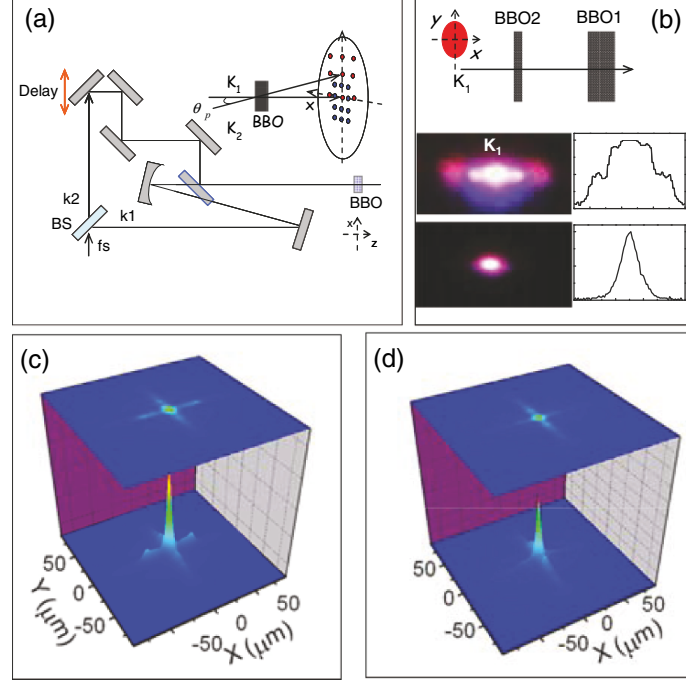 (a)
Delay
K1
θp
K2
BBO
x
k2
k1
BS
fs
BBO
x
z
(b)
y
x
K1
BBO2
BBO1
K1
(c)
50
0
-50
Y (μm)
-50
0
50
X (μm)
(d)
50
0
-50
-50
0
50
X (μm)